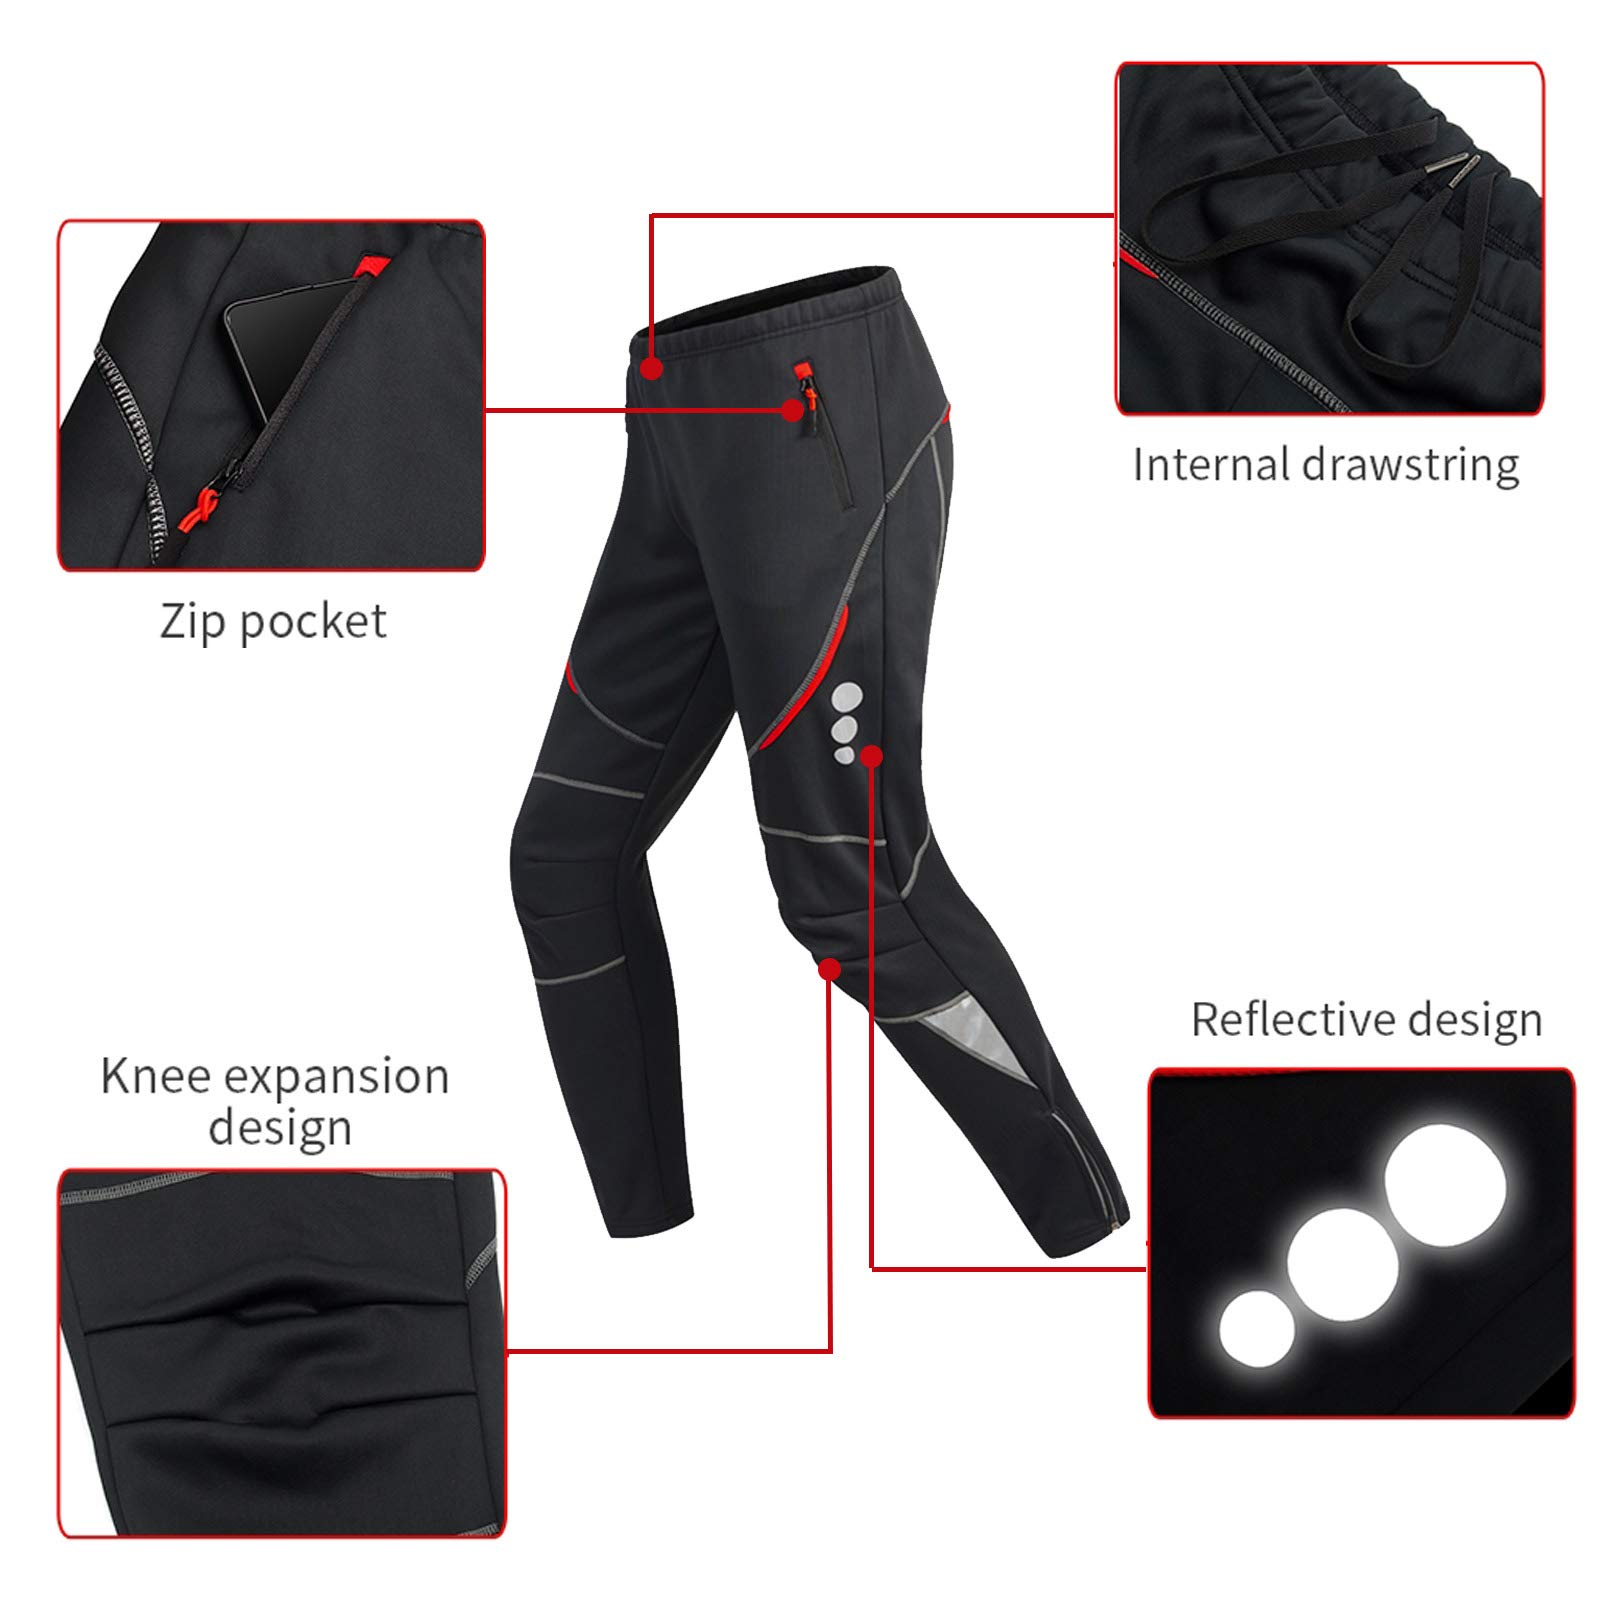 Internal drawstring
Zip pocket
Reflective design
Knee expansion
design